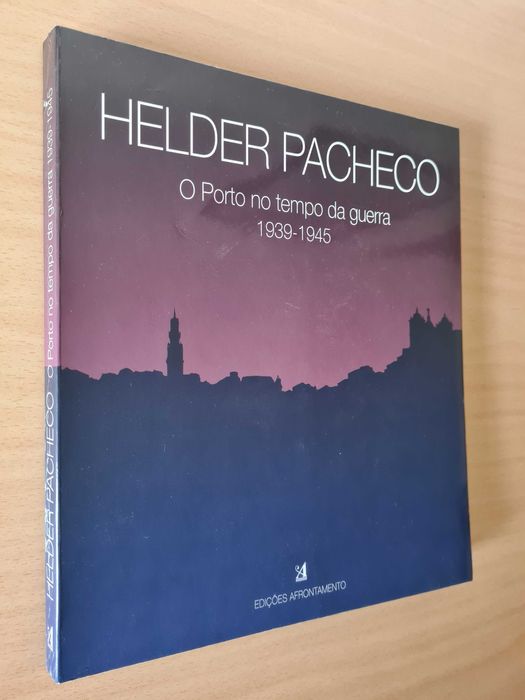 HELDER PACHECO
O Porto no tempo da guerra
1939-1945
EDIÇÕES AFRONTAMENTO
HELDER PACHECO O Porto no tempo da guerra 1939-1945